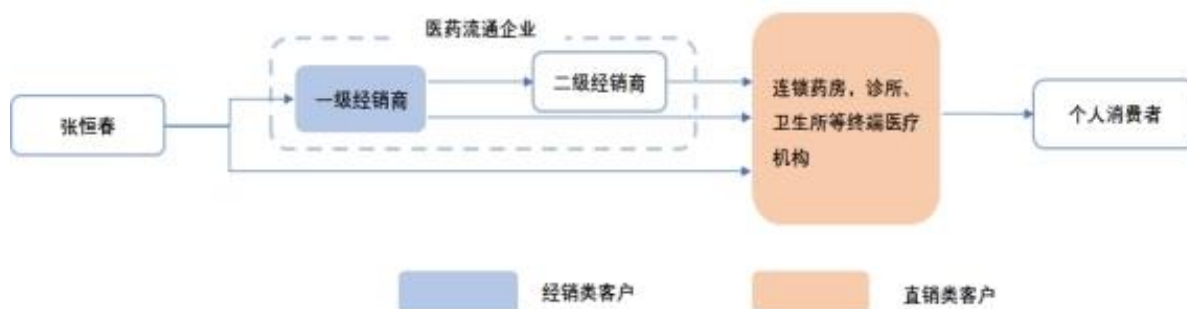 医药流通企业
张恒春
一级经销商
二级经销商
连锁药房，诊所、
卫生所等终端医疗
机构
个人消费者
经销类客户
直销类客户